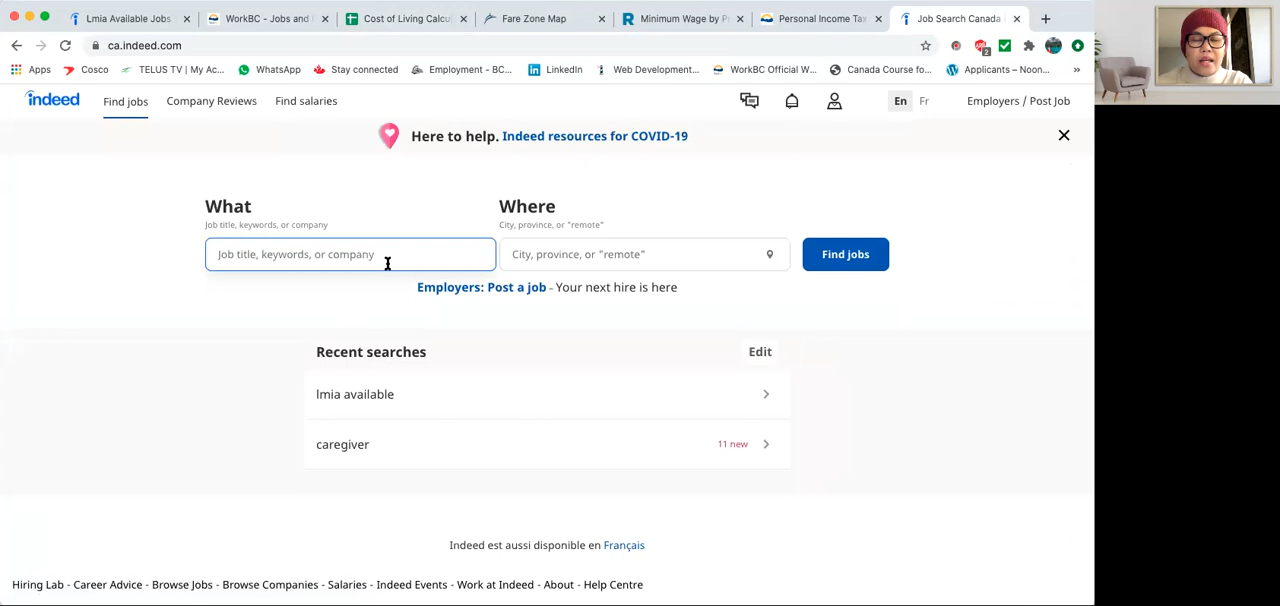 Lmia Available Jobs
WorkBC - Jobs and
Cost of Living Calcu
Fare Zone Map
Minimum Wage by P
Personal Income Tax
Job Search Canada
ca.indeed.com
2
Apps
Cosco
TELUS TV | My Ac...
WhatsApp
Stay connected
Employment - BC...
LinkedIn
Web Development...
WorkBC Official W...
Canada Course fo...
Applicants – Noon...
»
indeed
Find jobs
Company Reviews
Find salaries
En
Fr
Employers / Post Job
Here to help. Indeed resources for COVID-19
What
Where
Job title, keywords, or company
City, province, or "remote"
Job title, keywords, or company
City, province, or "remote"
Find jobs
Employers: Post a job - Your next hire is here
Recent searches
Edit
lmia available
caregiver
11 new
Indeed est aussi disponible en Français
Hiring Lab - Career Advice - Browse Jobs - Browse Companies - Salaries - Indeed Events - Work at Indeed - About - Help Centre